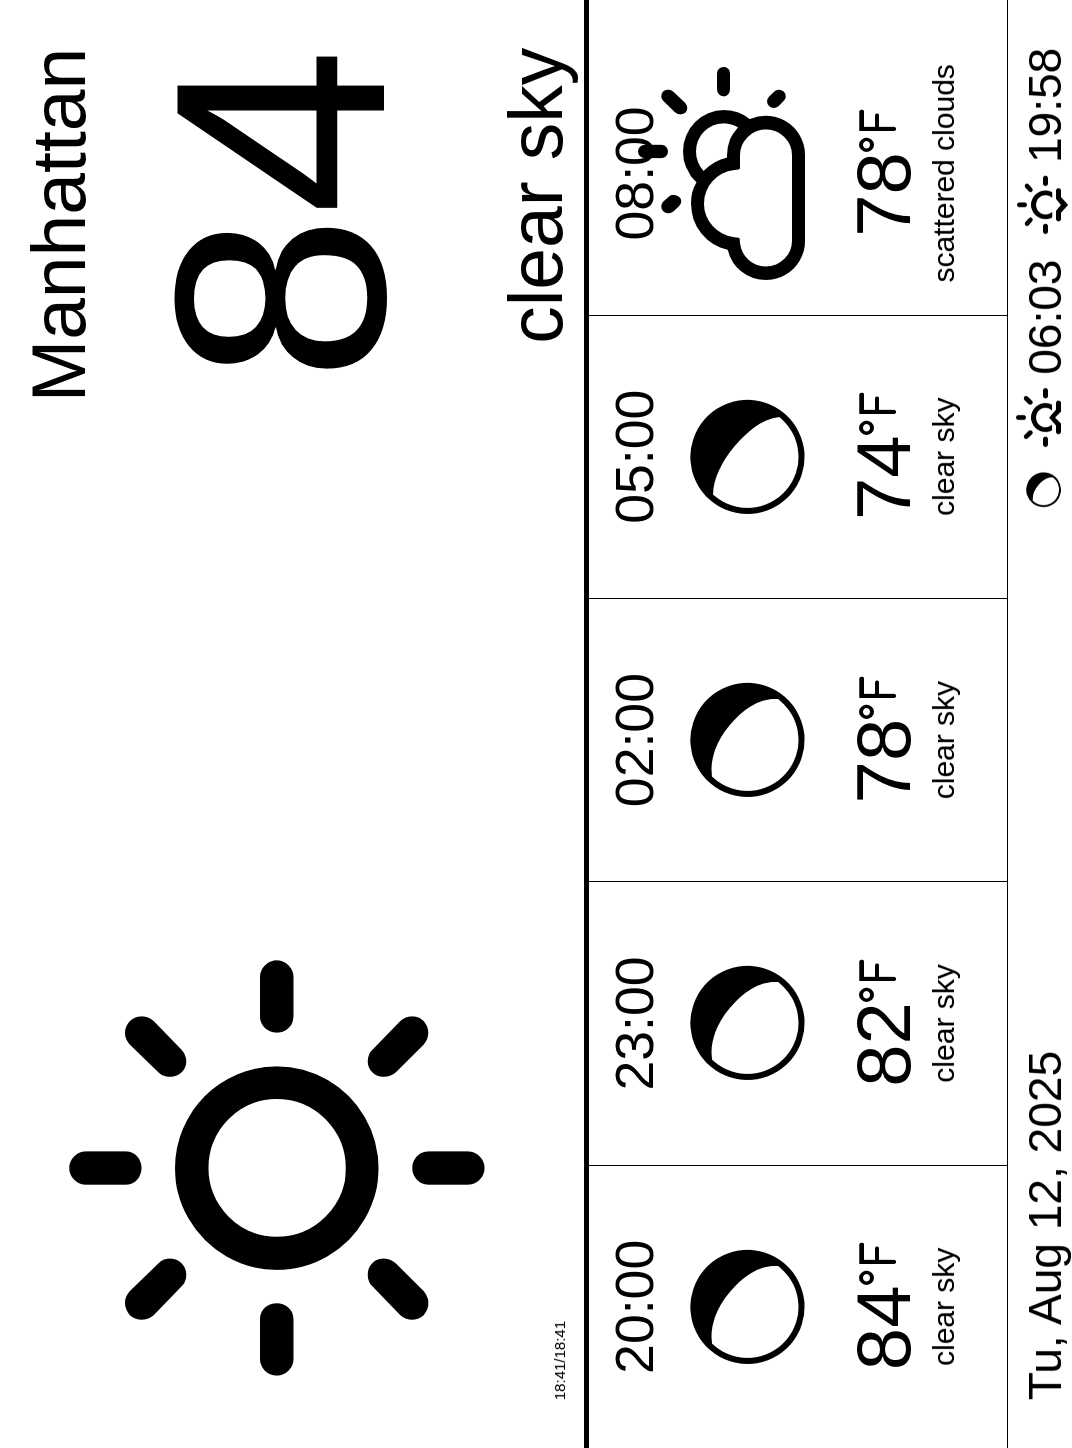 Manhattan
84
clear sky
18:41/18:41
20:00 23:00 02:00 05:00 08:00
84°F 82°F 78°F 74°F 78°F
clear sky clear sky clear sky clear sky scattered clouds
Tu, Aug 12, 2025 06:03 19:58